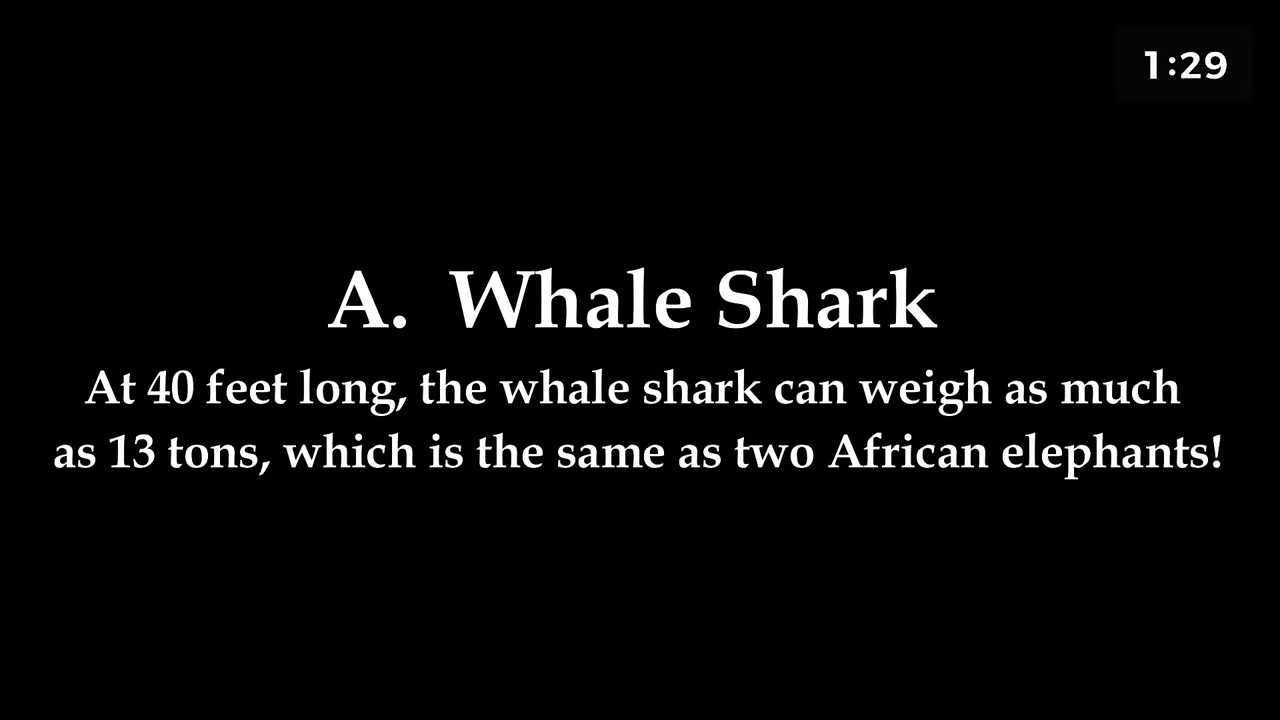 1:29
A. Whale Shark
At 40 feet long, the whale shark can weigh as much
as 13 tons, which is the same as two African elephants!